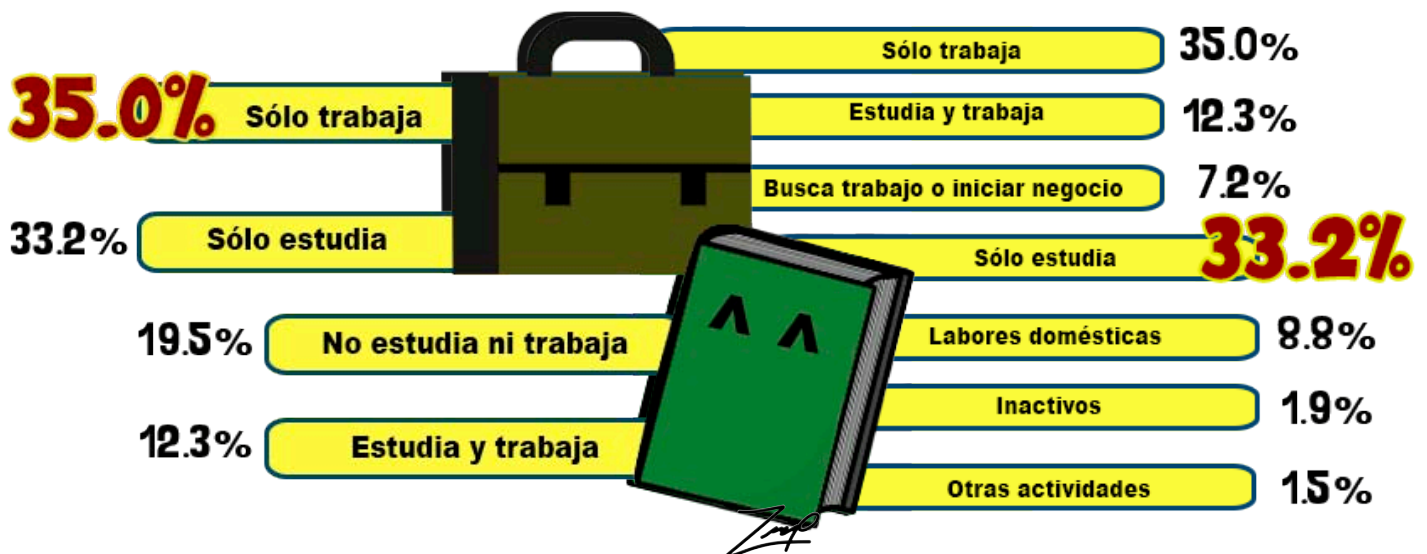 35.0% Sólo trabaja
33.2% Sólo estudia
19.5% No estudia ni trabaja
12.3% Estudia y trabaja
Sólo trabaja 35.0%
Estudia y trabaja 12.3%
Busca trabajo o iniciar negocio 7.2%
Sólo estudia 33.2%
Labores domésticas 8.8%
Inactivos 1.9%
Otras actividades 1.5%